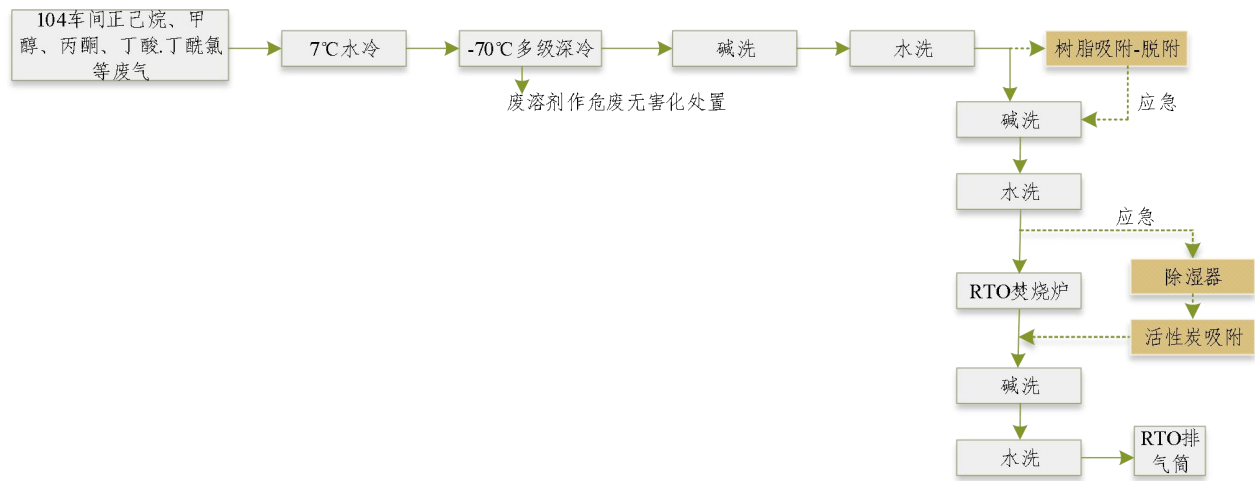 104车间正己烷、甲
醇、丙酮、丁酸.丁酰氯
等废气
7℃水冷
-70℃多级深冷
碱洗
水洗
树脂吸附-脱附
废溶剂作危废无害化处置
应急
碱洗
水洗
应急
RTO焚烧炉
除湿器
活性炭吸附
碱洗
水洗
RTO排
气筒